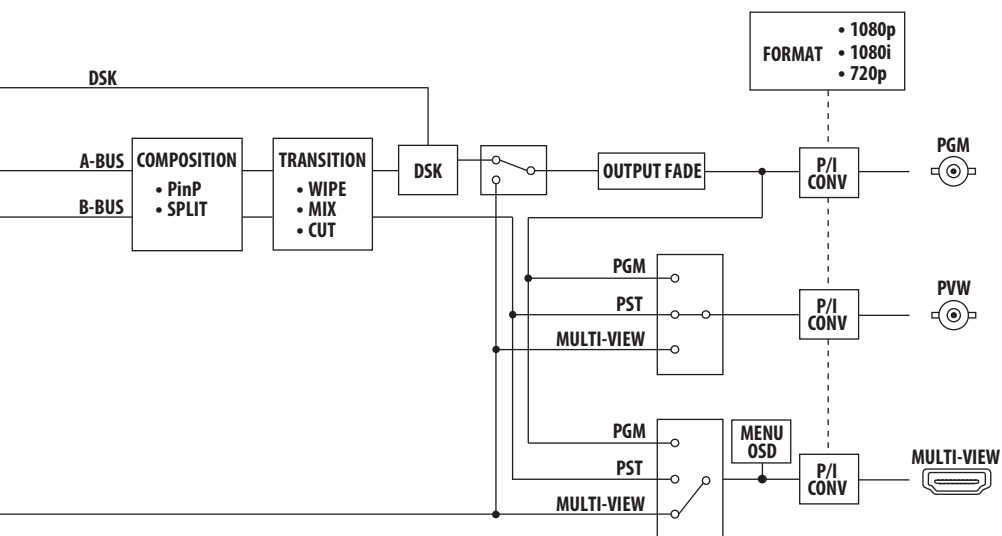 FORMAT
• 1080p
• 1080i
• 720p
DSK
A-BUS
B-BUS
COMPOSITION
• PinP
• SPLIT
TRANSITION
• WIPE
• MIX
• CUT
DSK
OUTPUT FADE
P/I
CONV
PGM
PGM
PST
MULTI-VIEW
P/I
CONV
PVW
PGM
PST
MULTI-VIEW
MENU
OSD
P/I
CONV
MULTI-VIEW